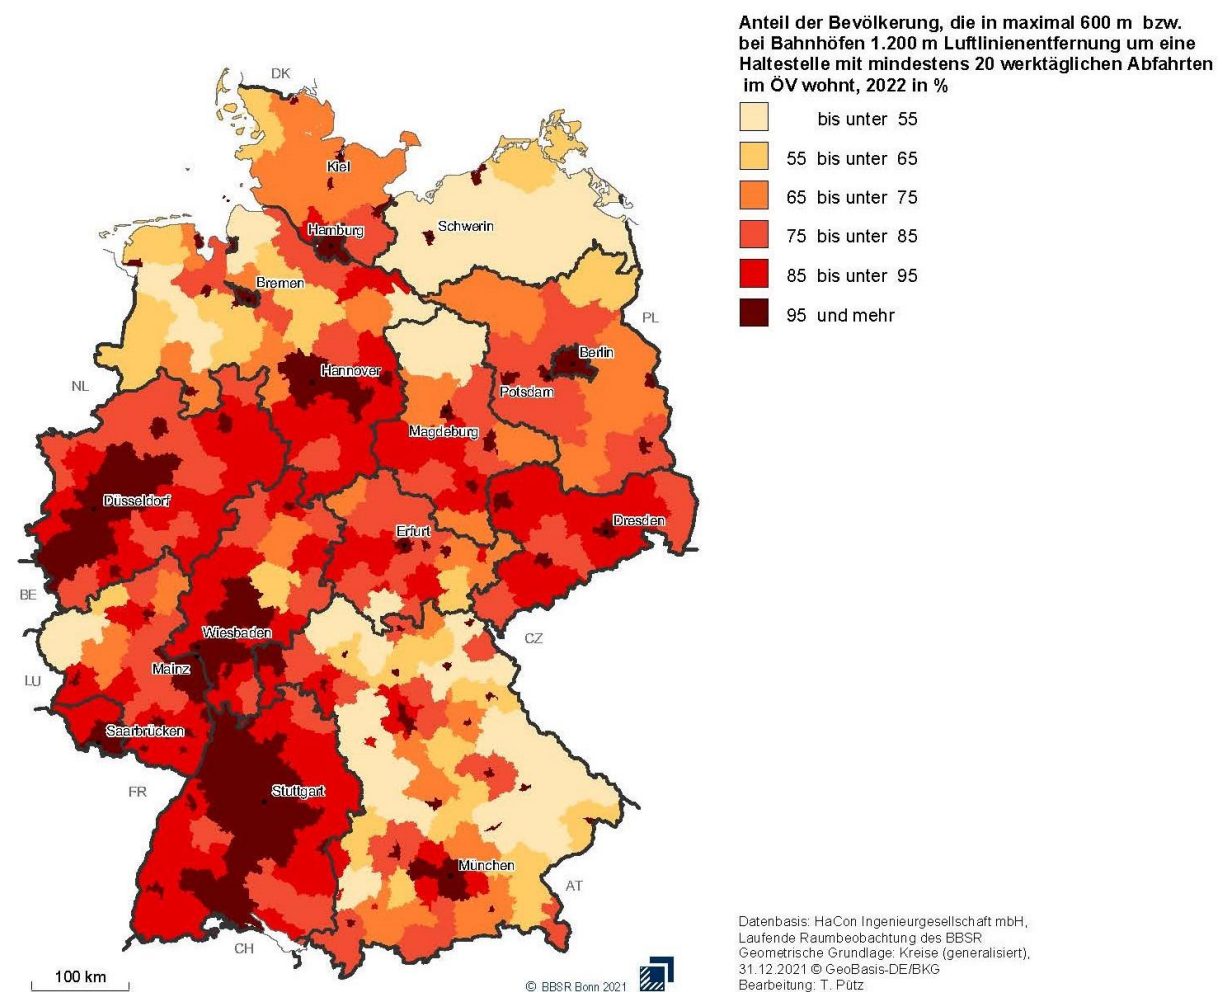 Anteil der Bevölkerung, die in maximal 600 m bzw.
bei Bahnhöfen 1.200 m Luftlinienentfernung um eine
Haltestelle mit mindestens 20 werktäglichen Abfahrten
im ÖV wohnt, 2022 in %
bis unter 55
55 bis unter 65
65 bis unter 75
75 bis unter 85
85 bis unter 95
95 und mehr
DK
Kiel
Schwerin
Hamburg
Bremen
PL
Berlin
Hannover
NL
Potsdam
Magdeburg
Düsseldorf
Dresden
Erfurt
BE
Wiesbaden
CZ
Mainz
LU
Saarbrücken
FR
Stuttgart
München
AT
CH
100 km
© BBSR Bonn 2021
Datenbasis: HaCon Ingenieurgesellschaft mbH,
Laufende Raumbeobachtung des BBSR
Geometrische Grundlage: Kreise (generalisiert),
31.12.2021 © GeoBasis-DE/BKG
Bearbeitung: T. Pütz